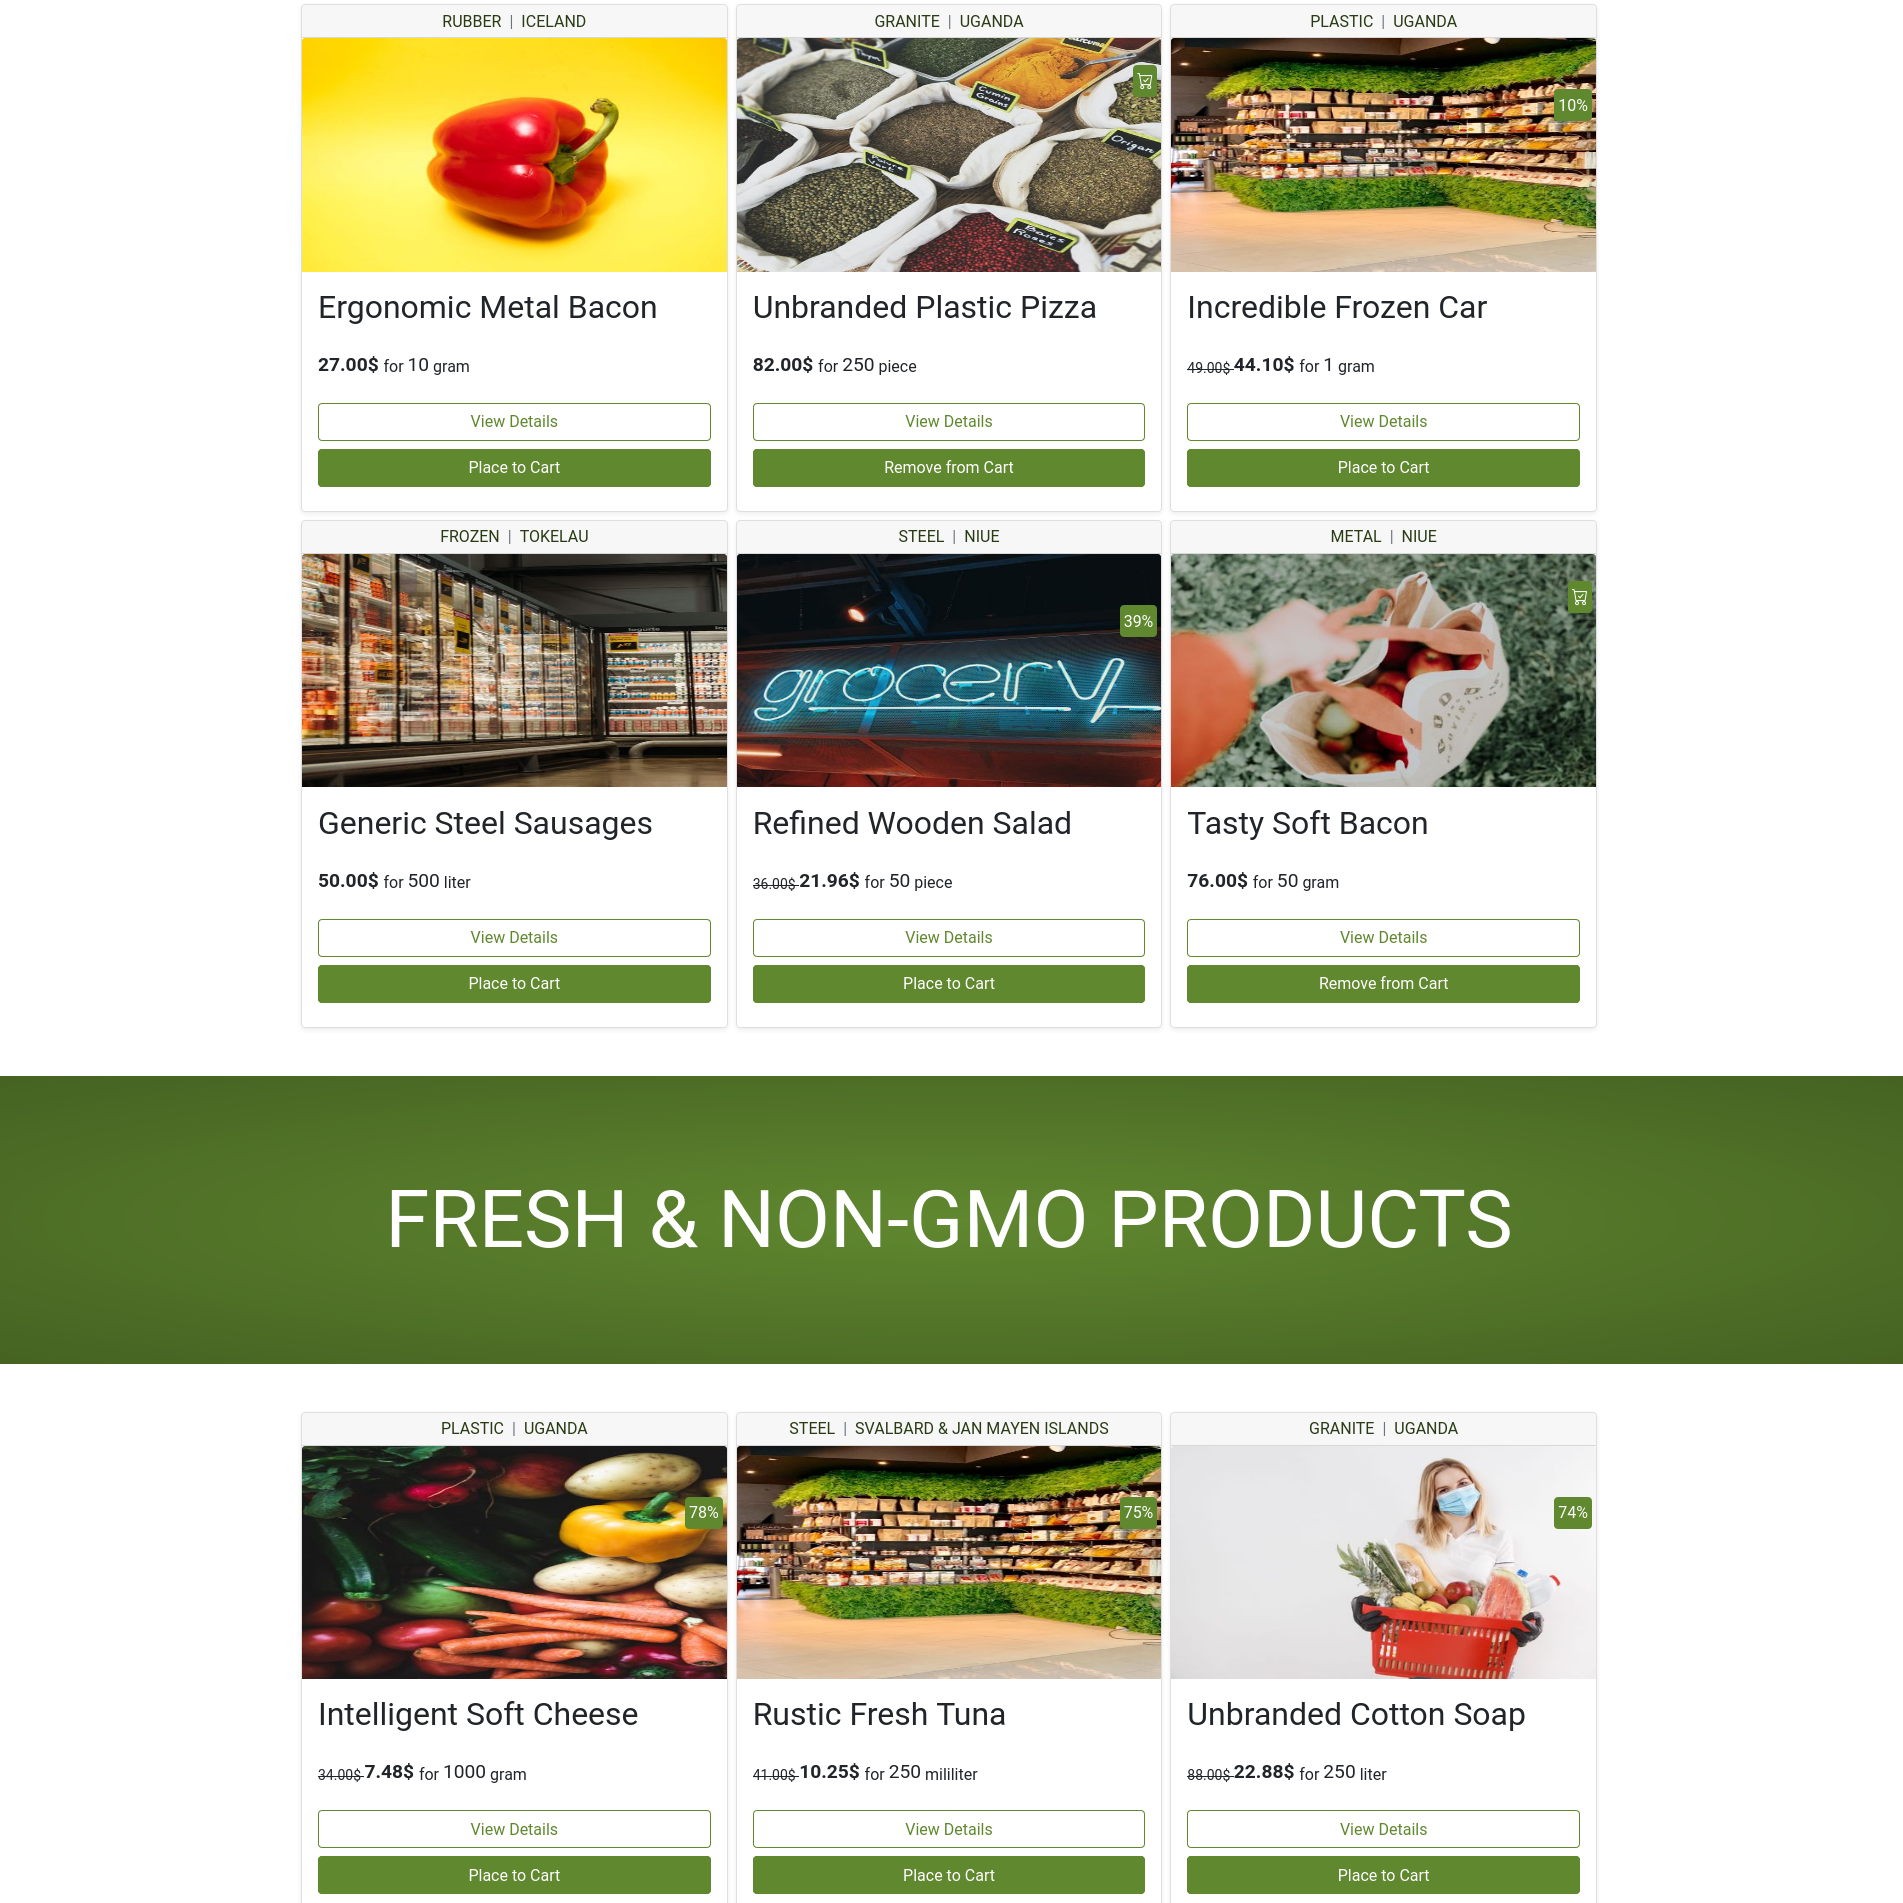 RUBBER | ICELAND
GRANITE | UGANDA
PLASTIC | UGANDA
Cumin
Grains
Origan
Baies
Roses
10%
Ergonomic Metal Bacon
Unbranded Plastic Pizza
Incredible Frozen Car
27.00$ for 10 gram
82.00$ for 250 piece
49.00$ 44.10$ for 1 gram
View Details
View Details
View Details
Place to Cart
Remove from Cart
Place to Cart
FROZEN | TOKELAU
STEEL | NIUE
METAL | NIUE
39%
grocery
Generic Steel Sausages
Refined Wooden Salad
Tasty Soft Bacon
50.00$ for 500 liter
36.00$ 21.96$ for 50 piece
76.00$ for 50 gram
View Details
View Details
View Details
Place to Cart
Place to Cart
Remove from Cart
FRESH & NON-GMO PRODUCTS
PLASTIC | UGANDA
STEEL | SVALBARD & JAN MAYEN ISLANDS
GRANITE | UGANDA
78%
75%
74%
Intelligent Soft Cheese
Rustic Fresh Tuna
Unbranded Cotton Soap
34.00$ 7.48$ for 1000 gram
41.00$ 10.25$ for 250 mililiter
88.00$ 22.88$ for 250 liter
View Details
View Details
View Details
Place to Cart
Place to Cart
Place to Cart